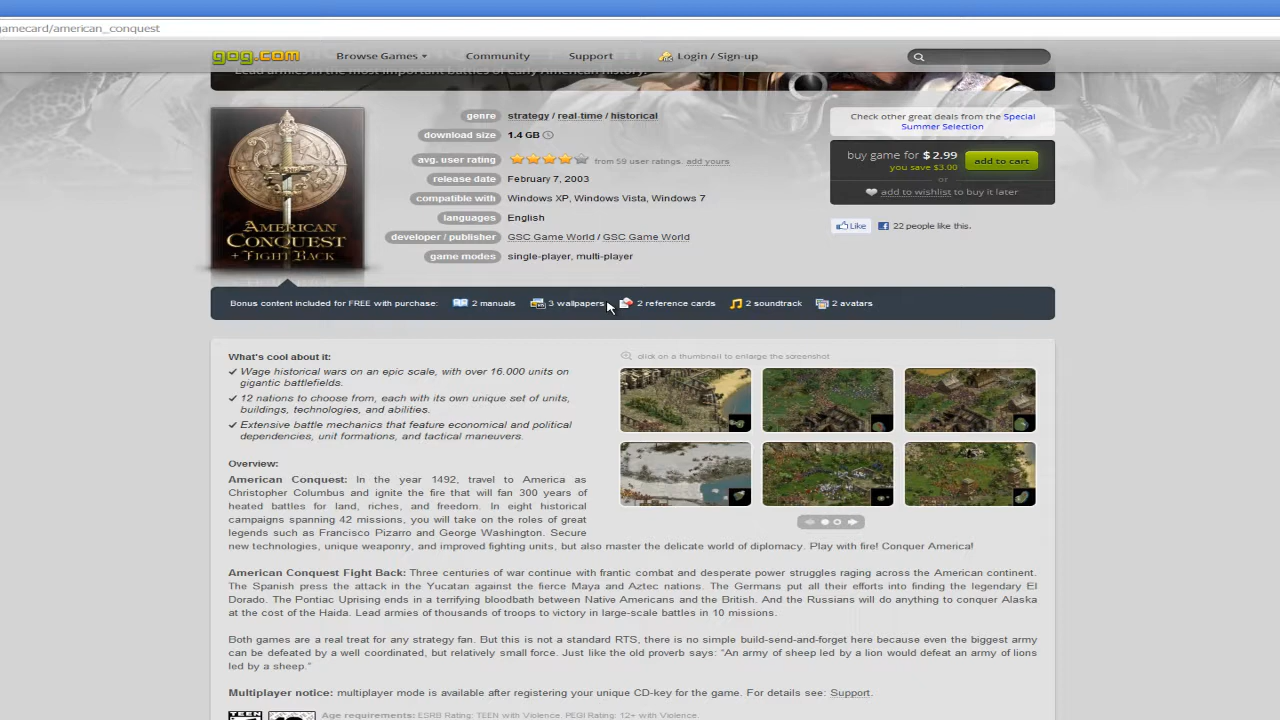 gamecard/american_conquest
gog.com Browse Games Community Support Login / Sign-up
Lead armies in the most important battles of early American history.
AMERICAN
CONQUEST
+ FIGHT BACK
genre strategy / real-time / historical
download size 1.4 GB
avg. user rating from 59 user ratings. add yours
release date February 7, 2003
compatible with Windows XP, Windows Vista, Windows 7
languages English
developer / publisher GSC Game World / GSC Game World
game modes single-player, multi-player
Check other great deals from the Special
Summer Selection
buy game for $2.99 add to cart
you save $3.00
or
add to wishlist to buy it later
Like 22 people like this.
Bonus content included for FREE with purchase: 2 manuals 3 wallpapers 2 reference cards 2 soundtrack 2 avatars
What's cool about it:
Wage historical wars on an epic scale, with over 16.000 units on
gigantic battlefields.
12 nations to choose from, each with its own unique set of units,
buildings, technologies, and abilities.
Extensive battle mechanics that feature economical and political
dependencies, unit formations, and tactical maneuvers.
click on a thumbnail to enlarge the screenshot
Overview:
American Conquest: In the year 1492, travel to America as
Christopher Columbus and ignite the fire that will fan 300 years of
heated battles for land, riches, and freedom. In eight historical
campaigns spanning 42 missions, you will take on the roles of great
legends such as Francisco Pizarro and George Washington. Secure
new technologies, unique weaponry, and improved fighting units, but also master the delicate world of diplomacy. Play with fire! Conquer America!
American Conquest Fight Back: Three centuries of war continue with frantic combat and desperate power struggles raging across the American continent.
The Spanish press the attack in the Yucatan against the fierce Maya and Aztec nations. The Germans put all their efforts into finding the legendary El
Dorado. The Pontiac Uprising ends in a terrifying bloodbath between Native Americans and the British. And the Russians will do anything to conquer Alaska
at the cost of the Haida. Lead armies of thousands of troops to victory in large-scale battles in 10 missions.
Both games are a real treat for any strategy fan. But this is not a standard RTS, there is no simple build-send-and-forget here because even the biggest army
can be defeated by a well coordinated, but relatively small force. Just like the old proverb says: "An army of sheep led by a lion would defeat an army of lions
led by a sheep."
Multiplayer notice: multiplayer mode is available after registering your unique CD-key for the game. For details see: Support.
TEEN Age requirements: ESRB Rating: TEEN with Violence. PEGI Rating: 12+ with Violence.